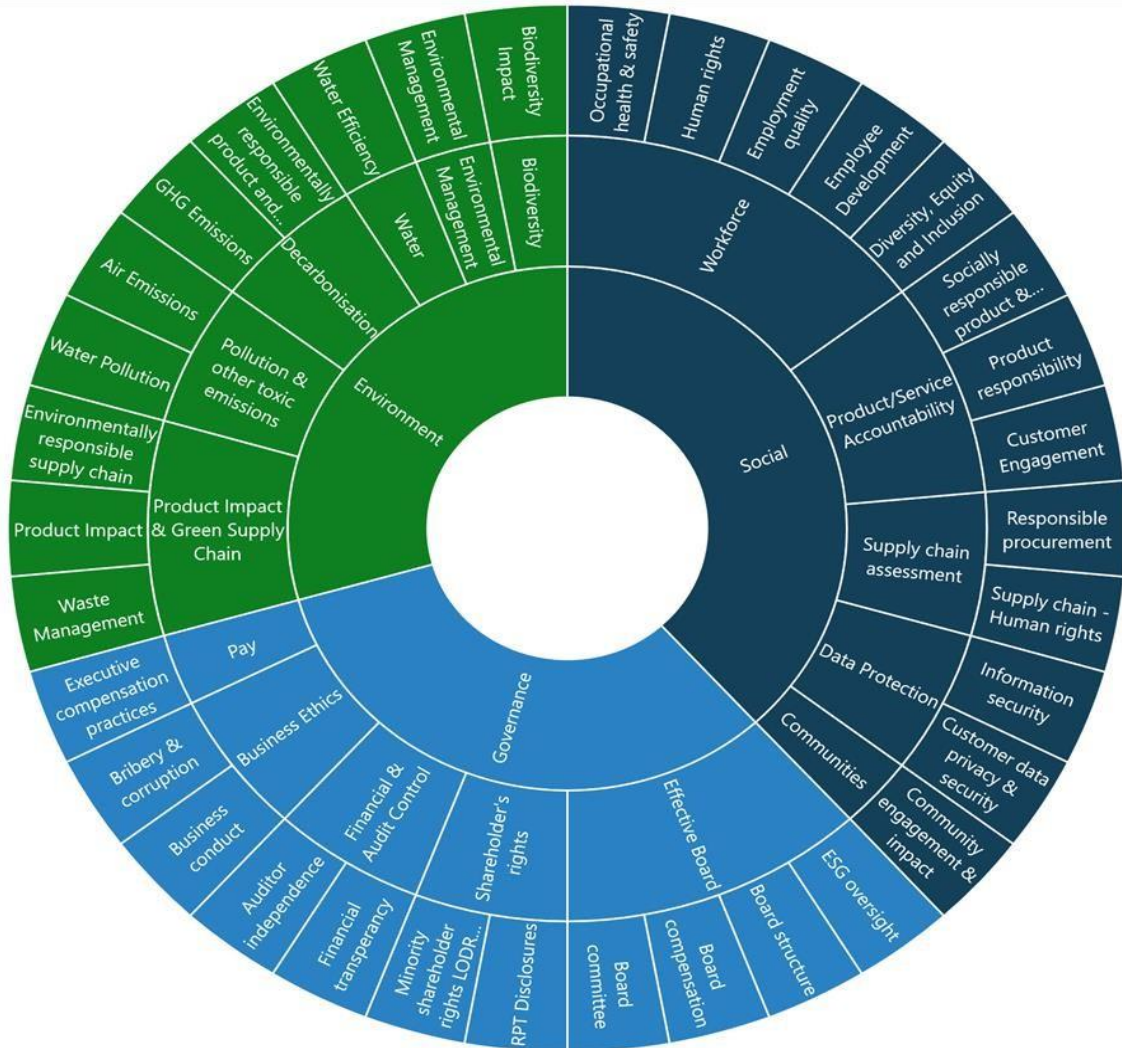 Environment
Biodiversity
Biodiversity
Impact
Environmental
Management
Environmental
Management
Water
Water Efficiency
Decarbonisation
Environmentally
responsible
product and...
GHG Emissions
Pollution &
other toxic
emissions
Air Emissions
Water Pollution
Product Impact
& Green Supply
Chain
Environmentally
responsible
supply chain
Product Impact
Waste
Management
Social
Workforce
Occupational
health & safety
Human rights
Employment
quality
Employee
Development
Diversity, Equity
and Inclusion
Product/Service
Accountability
Socially
responsible
product &...
Product
responsibility
Customer
Engagement
Supply chain
assessment
Responsible
procurement
Supply chain -
Human rights
Data Protection
Information
security
Customer data
privacy &
security
Communities
Community
engagement &
impact
Governance
Effective Board
ESG oversight
Board structure
Board
compensation
Board
committee
Shareholder's
rights
RPT Disclosures
Minority
shareholder
rights LODR...
Financial &
Audit Control
Financial
transperancy
Auditor
independence
Business Ethics
Business
conduct
Bribery &
corruption
Pay
Executive
compensation
practices